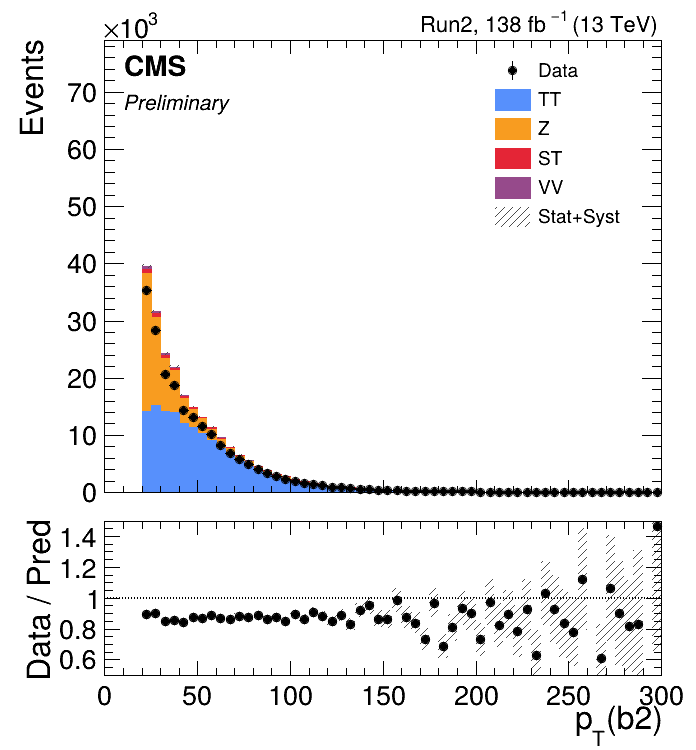 ×10³
Run2, 138 fb⁻¹ (13 TeV)
CMS
Preliminary
Events
70
60
50
40
30
20
10
0
Data
TT
Z
ST
VV
Stat+Syst
Data / Pred
1.4
1.2
1
0.8
0.6
0 50 100 150 200 250 300
p_T(b2)